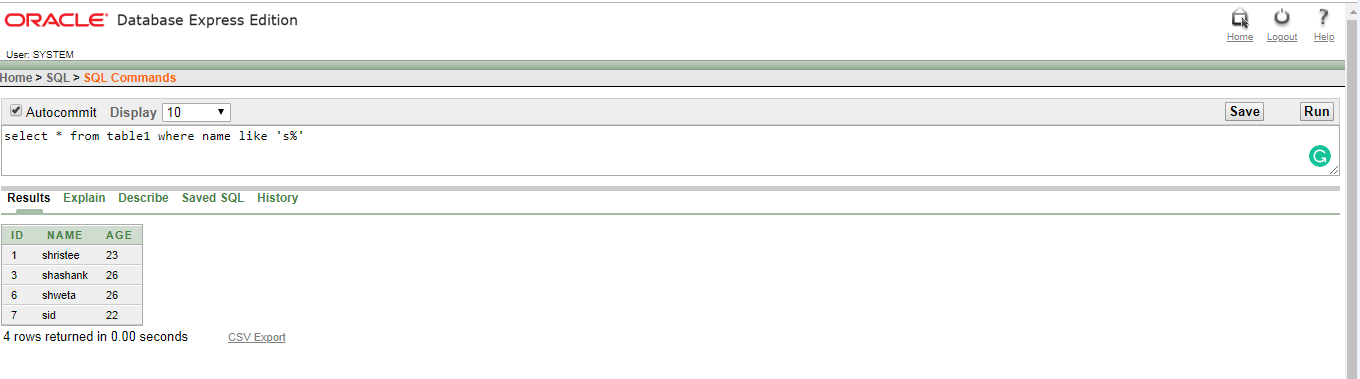 ORACLE Database Express Edition
Home Logout Help
User: SYSTEM
Home > SQL > SQL Commands
Autocommit Display 10 Save Run
select * from table1 where name like 's%'
Results Explain Describe Saved SQL History
ID NAME AGE
1 shristee 23
3 shashank 26
6 shweta 26
7 sid 22
4 rows returned in 0.00 seconds CSV Export